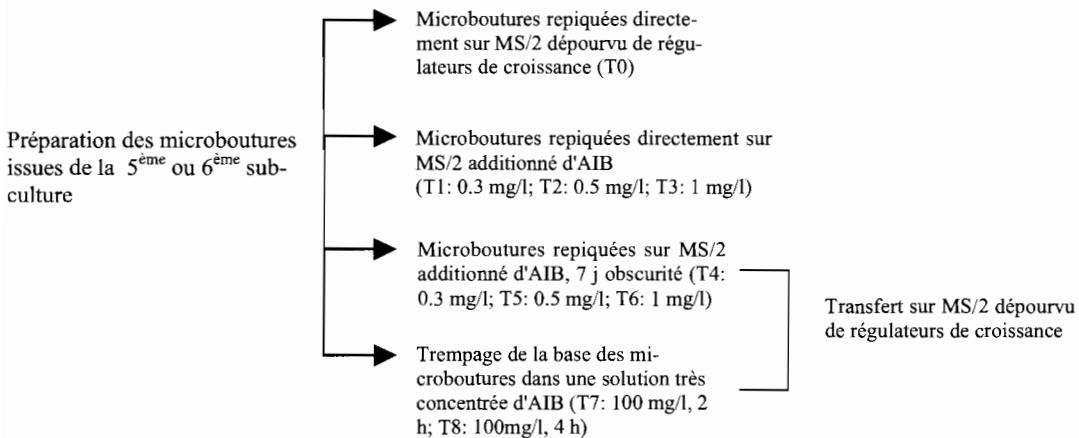 Microboutures repiquées directe-
ment sur MS/2 dépourvu de régu-
lateurs de croissance (T0)
Préparation des microboutures
issues de la 5ème ou 6ème sub-
culture
Microboutures repiquées directement sur
MS/2 additionné d'AIB
(T1: 0.3 mg/l; T2: 0.5 mg/l; T3: 1 mg/l)
Microboutures repiquées sur MS/2
additionné d'AIB, 7 j obscurité (T4:
0.3 mg/l; T5: 0.5 mg/l; T6: 1 mg/l)
Transfert sur MS/2 dépourvu
de régulateurs de croissance
Trempage de la base des mi-
croboutures dans une solution très
concentrée d'AIB (T7: 100 mg/l, 2
h; T8: 100mg/l, 4 h)